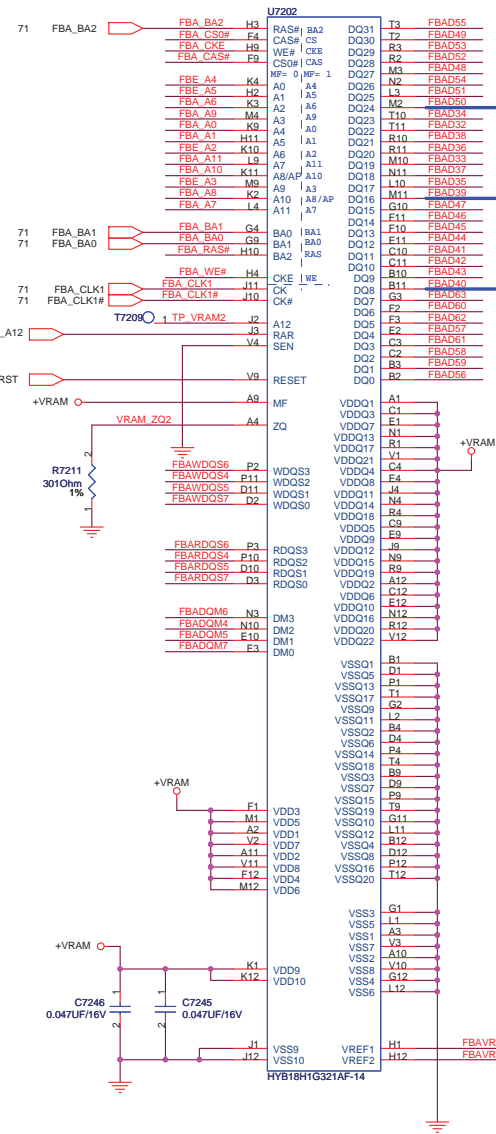 U7202
71 FBA_BA2 FBA_BA2 H3 RAS# BA2 DQ31 T3 FBAD55
FBA_CS0# F4 CAS# CS DQ30 T2 FBAD49
FBA_CKE H9 WE# CKE DQ29 R3 FBAD53
FBA_CAS# F9 CS0# CAS DQ28 R2 FBAD52
MF= 0 MF= 1 DQ27 M3 FBAD48
FBE_A4 K4 A0 A4 DQ26 N2 FBAD54
FBE_A5 H2 A1 A5 DQ25 L3 FBAD51
FBA_A6 K3 A2 A6 DQ24 M2 FBAD50
FBA_A9 M4 A3 A9 DQ23 T10 FBAD34
FBA_A0 K9 A4 A0 DQ22 T11 FBAD32
FBA_A1 H11 A5 A1 DQ21 R10 FBAD38
FBE_A2 K10 A6 A2 DQ20 R11 FBAD36
FBA_A11 L9 A7 A11 DQ19 M10 FBAD33
FBA_A10 K11 A8/AP A10 DQ18 N11 FBAD37
FBE_A3 M9 A9 A3 DQ17 L10 FBAD35
FBA_A8 K2 A10 A8/AP DQ16 M11 FBAD39
FBA_A7 L4 A11 A7 DQ15 G10 FBAD47
DQ14 F11 FBAD46
71 FBA_BA1 FBA_BA1 G4 BA0 BA1 DQ13 F10 FBAD45
71 FBA_BA0 FBA_BA0 G9 BA1 BA0 DQ12 E11 FBAD44
FBA_RAS# H10 BA2 RAS DQ11 C10 FBAD42
DQ10 C11 FBAD41
FBA_WE# H4 CKE WE DQ9 B10 FBAD43
71 FBA_CLK1 FBA_CLK1 J11 CK DQ8 B11 FBAD40
71 FBA_CLK1# FBA_CLK1# J10 CK# DQ7 G3 FBAD63
DQ6 F2 FBAD60
T7209 1 TP_VRAM2 J2 A12 DQ5 F3 FBAD62
_A12 J3 RAR DQ4 E2 FBAD57
V4 SEN DQ3 C3 FBAD61
DQ2 C2 FBAD58
DQ1 B3 FBAD59
RST V9 RESET DQ0 B2 FBAD56
+VRAM A9 MF VDDQ1 A1
VDDQ3 C1
VRAM_ZQ2 A4 ZQ VDDQ7 E1
VDDQ13 N1
VDDQ17 R1
VDDQ21 V1
+VRAM
2
R7211
301Ohm
1%
1
FBAWDQS6 P2 WDQS3 VDDQ4 C4
FBAWDQS4 P11 WDQS2 VDDQ8 E4
FBAWDQS5 D11 WDQS1 VDDQ11 J4
FBAWDQS7 D2 WDQS0 VDDQ14 N4
VDDQ18 R4
VDDQ5 C9
VDDQ9 E9
FBARDQS6 P3 RDQS3 VDDQ12 J9
FBARDQS4 P10 RDQS2 VDDQ15 N9
FBARDQS5 D10 RDQS1 VDDQ19 R9
FBARDQS7 D3 RDQS0 VDDQ2 A12
VDDQ6 C12
VDDQ10 E12
FBADQM6 N3 DM3 VDDQ16 N12
FBADQM4 N10 DM2 VDDQ20 R12
FBADQM5 E10 DM1 VDDQ22 V12
FBADQM7 E3 DM0
VSSQ1 B1
VSSQ5 D1
VSSQ13 P1
VSSQ17 T1
VSSQ9 G2
VSSQ11 L2
VSSQ2 B4
VSSQ6 D4
VSSQ14 P4
VSSQ18 T4
VSSQ3 B9
VSSQ7 D9
VSSQ15 P9
+VRAM
F1 VDD3 VSSQ19 T9
M1 VDD5 VSSQ10 G11
A2 VDD1 VSSQ12 L11
V2 VDD7 VSSQ4 B12
A11 VDD2 VSSQ8 D12
V11 VDD8 VSSQ16 P12
F12 VDD4 VSSQ20 T12
M12 VDD6
VSS3 G1
VSS5 L1
VSS1 A3
VSS7 V3
+VRAM
VSS2 A10
K1 VDD9 VSS8 V10
K12 VDD10 VSS4 G12
VSS6 L12
1 1
C7246 C7245
0.047UF/16V 0.047UF/16V
2 2
J1 VSS9 VREF1 H1 FBAVR
J12 VSS10 VREF2 H12 FBAVR
HYB18H1G321AF-14